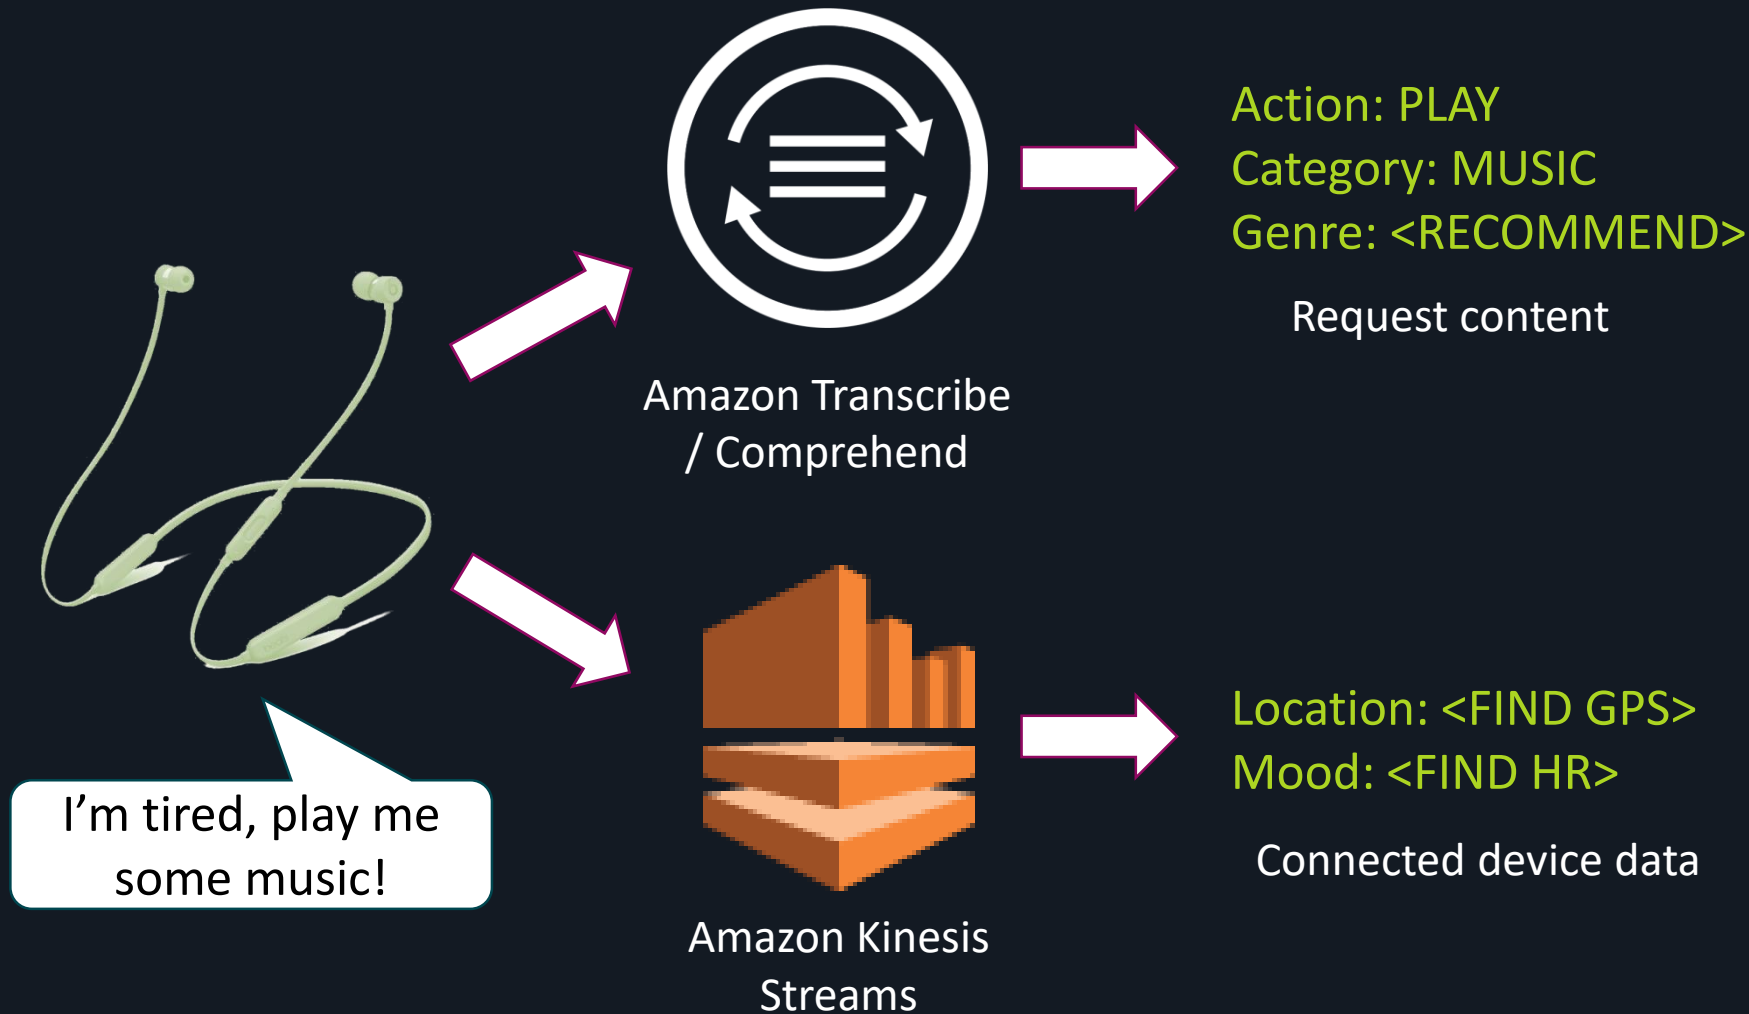 Action: PLAY
Category: MUSIC
Genre: <RECOMMEND>
Request content
Amazon Transcribe
/ Comprehend
I’m tired, play me
some music!
Location: <FIND GPS>
Mood: <FIND HR>
Connected device data
Amazon Kinesis
Streams